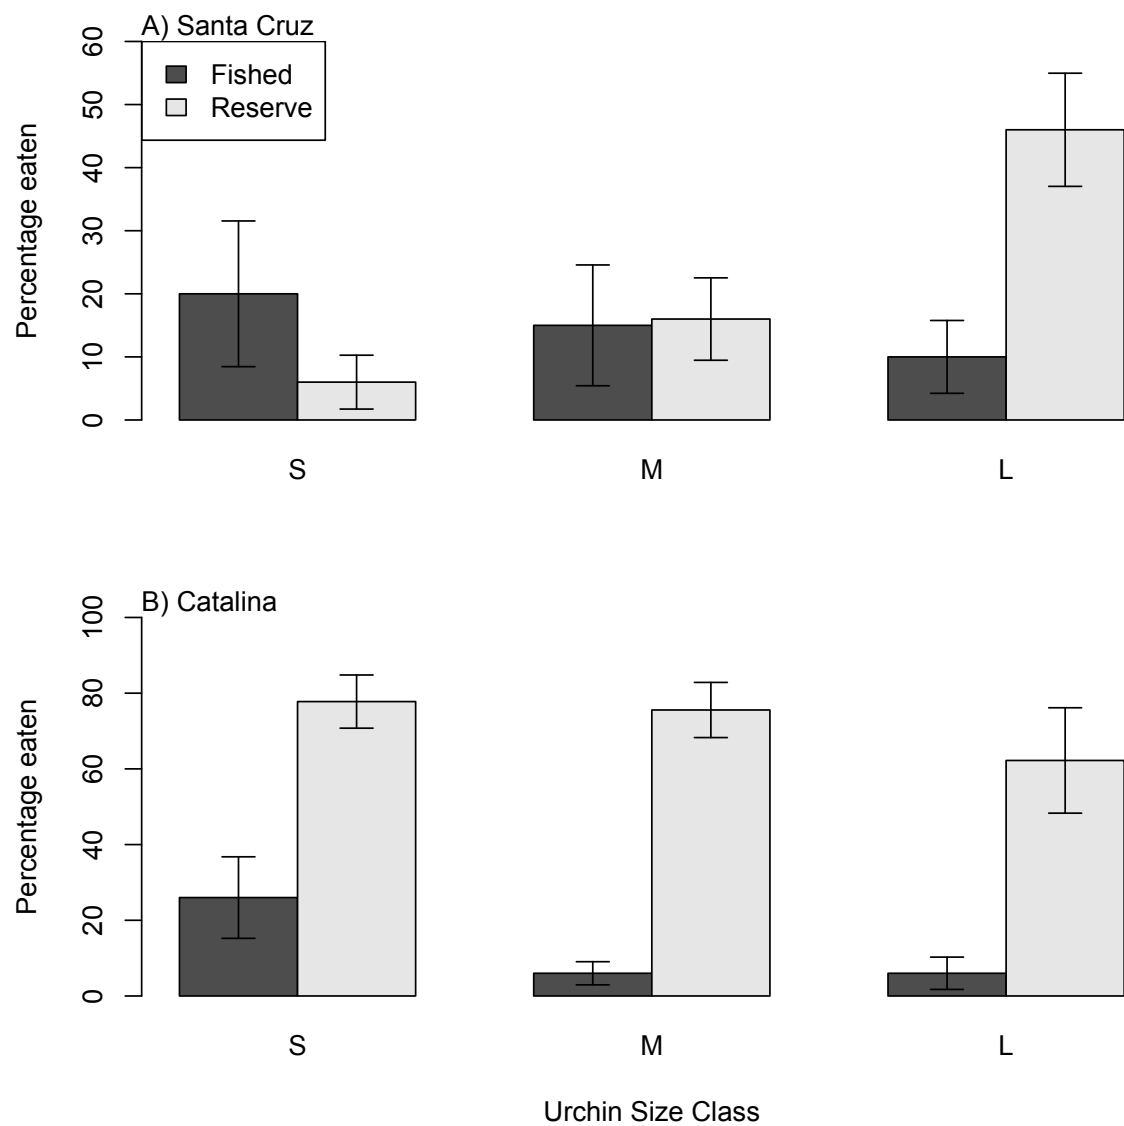 A) Santa Cruz
Fished
Reserve
Percentage eaten
60
50
40
30
20
10
0
S M L
B) Catalina
Percentage eaten
100
80
60
40
20
0
S M L
Urchin Size Class